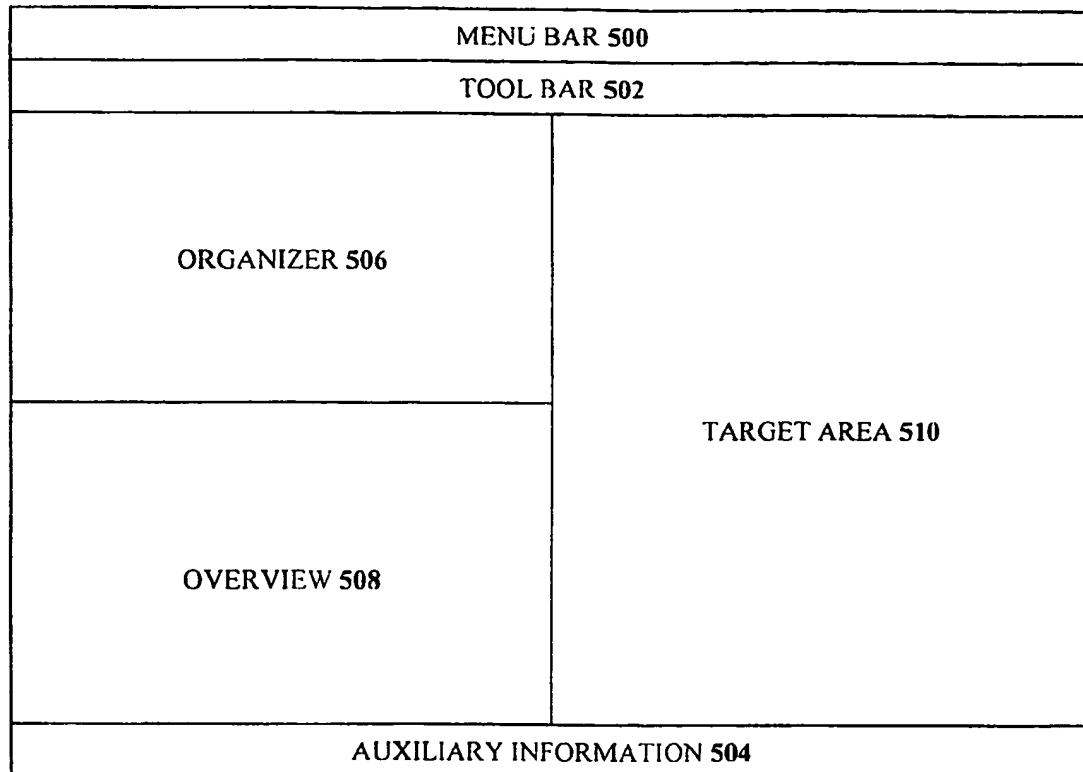 MENU BAR 500
TOOL BAR 502
ORGANIZER 506
TARGET AREA 510
OVERVIEW 508
AUXILIARY INFORMATION 504